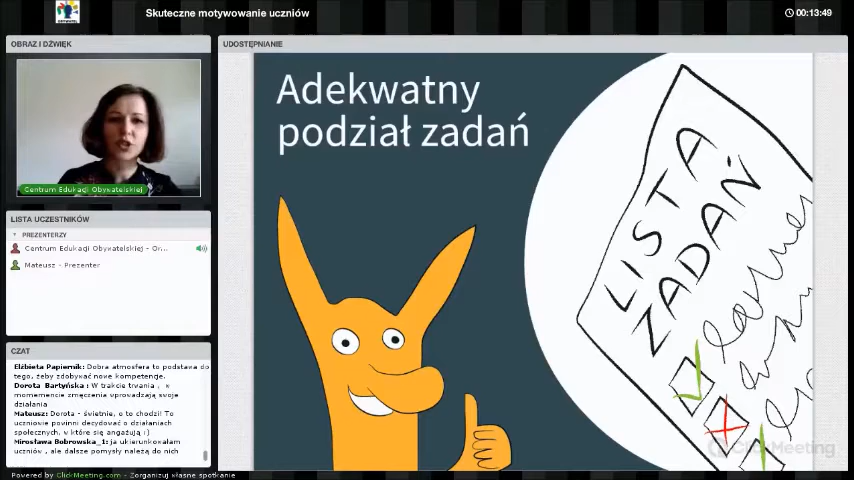 Skuteczne motywowanie uczniów
00:13:49
OBRAZ I DŹWIĘK
Centrum Edukacji Obywatelskiej
LISTA UCZESTNIKÓW
PREZENTERZY
Centrum Edukacji Obywatelskiej - Or...
Mateusz - Prezenter
CZAT
Elżbieta Papiernik: Dobra atmosfera to podstawa do
tego, żeby zdobywać nowe kompetencje.
Dorota Bartyńska : W trakcie trwania , w
momemencie zmęczenia wprowadzają swoje
działania
Mateusz: Dorota - świetnie, o to chodzi! To
uczniowie powinni decydować o działaniach
społecznych, w które się angażują :)
Mirosława Bobrowska_1: ja ukierunkowałam
uczniów , ale dalsze pomysły należą do nich
Powered by ClickMeeting.com - Zorganizuj własne spotkanie
UDOSTĘPNIANIE
Adekwatny
podział zadań
LISTA
ZADAŃ
ClickMeeting